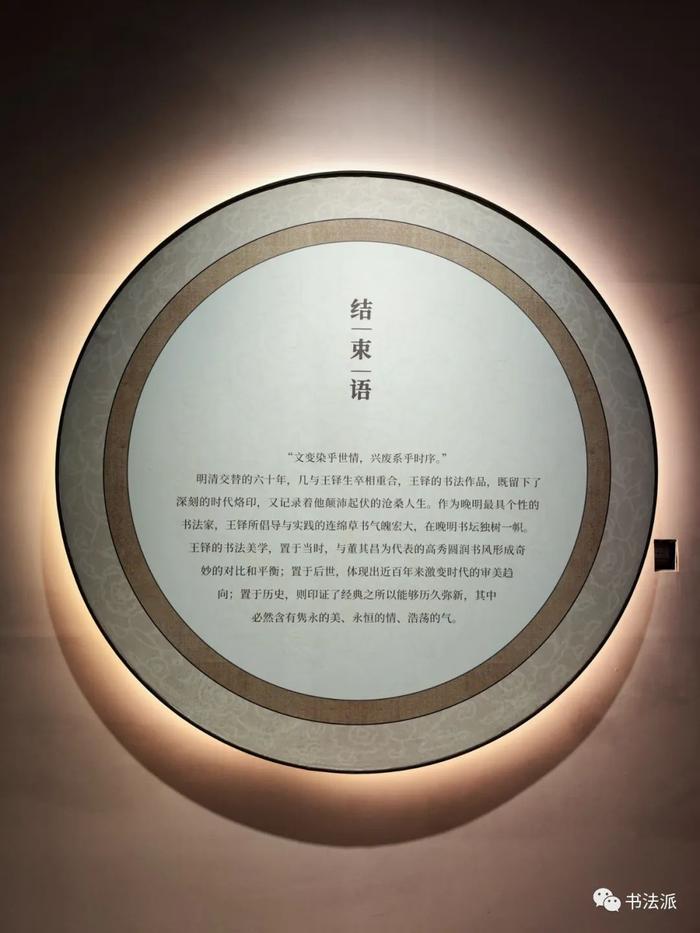 结束语
“文变染乎世情，兴废系乎时序。”
明清交替的六十年，几与王铎生卒相重合，王铎的书法作品，既留下了
深刻的时代烙印，又记录着他颠沛起伏的沧桑人生。作为晚明最具个性的
书法家，王铎所倡导与实践的连绵草书气魄宏大，在晚明书坛独树一帜。
王铎的书法美学，置于当时，与董其昌为代表的高秀圆润书风形成奇
妙的对比和平衡；置于后世，体现出近百年来激变时代的审美趋
向；置于历史，则印证了经典之所以能够历久弥新，其中
必然含有隽永的美、永恒的情、浩荡的气。
书法派